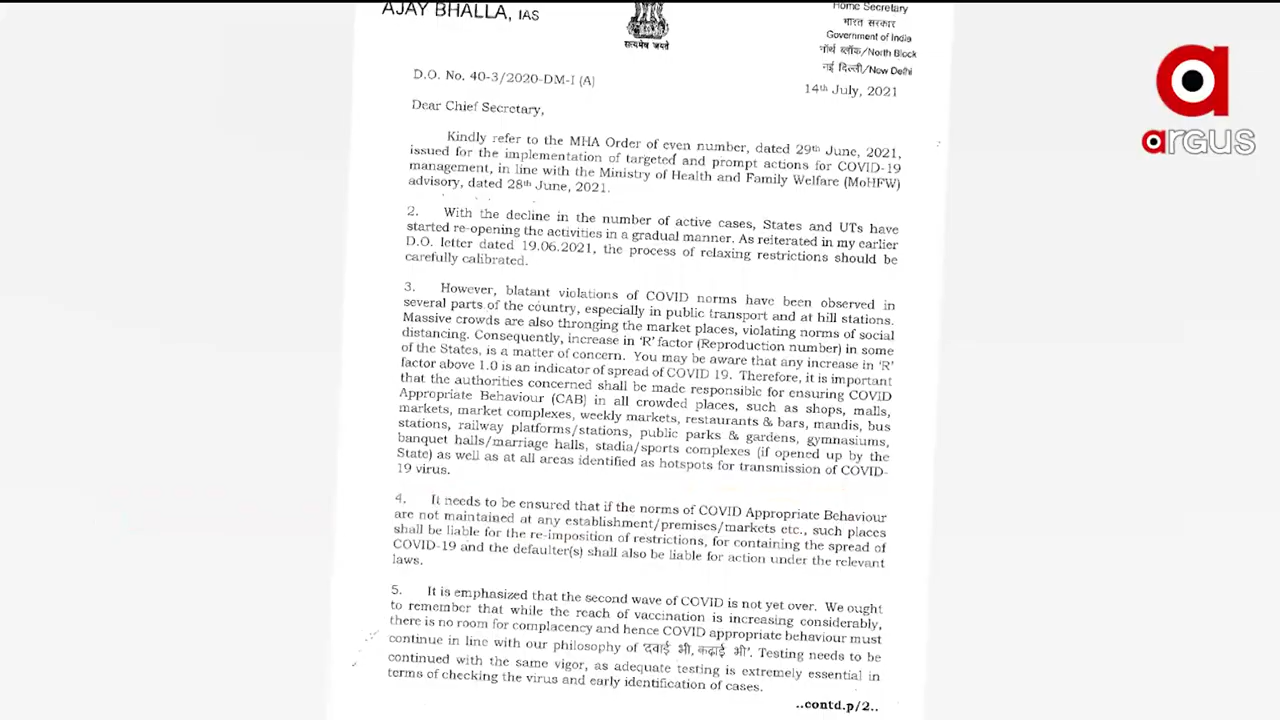 AJAY BHALLA, IAS
सत्यमेव जयते
Home Secretary
भारत सरकार
Government of India
नॉर्थ ब्लॉक/North Block
नई दिल्ली/New Delhi
D.O. No. 40-3/2020-DM-I (A)
14th July, 2021
Dear Chief Secretary,
Kindly refer to the MHA Order of even number, dated 29th June, 2021,
issued for the implementation of targeted and prompt actions for COVID-19
management, in line with the Ministry of Health and Family Welfare (MoHFW)
advisory, dated 28th June, 2021.
2. With the decline in the number of active cases, States and UTs have
started re-opening the activities in a gradual manner. As reiterated in my earlier
D.O. letter dated 19.06.2021, the process of relaxing restrictions should be
carefully calibrated.
3. However, blatant violations of COVID norms have been observed in
several parts of the country, especially in public transport and at hill stations.
Massive crowds are also thronging the market places, violating norms of social
distancing. Consequently, increase in 'R' factor (Reproduction number) in some
of the States, is a matter of concern. You may be aware that any increase in 'R'
factor above 1.0 is an indicator of spread of COVID 19. Therefore, it is important
that the authorities concerned shall be made responsible for ensuring COVID
Appropriate Behaviour (CAB) in all crowded places, such as shops, malls,
markets, market complexes, weekly markets, restaurants & bars, mandis, bus
stations, railway platforms/stations, public parks & gardens, gymnasiums,
banquet halls/marriage halls, stadia/sports complexes (if opened up by the
State) as well as at all areas identified as hotspots for transmission of COVID-
19 virus.
4. It needs to be ensured that if the norms of COVID Appropriate Behaviour
are not maintained at any establishment/premises/markets etc., such places
shall be liable for the re-imposition of restrictions, for containing the spread of
COVID-19 and the defaulter(s) shall also be liable for action under the relevant
laws.
5. It is emphasized that the second wave of COVID is not yet over. We ought
to remember that while the reach of vaccination is increasing considerably,
there is no room for complacency and hence COVID appropriate behaviour must
continue in line with our philosophy of 'दवाई भी, कढ़ाई भी'. Testing needs to be
continued with the same vigor, as adequate testing is extremely essential in
terms of checking the virus and early identification of cases.
..contd.p/2..
a
argus